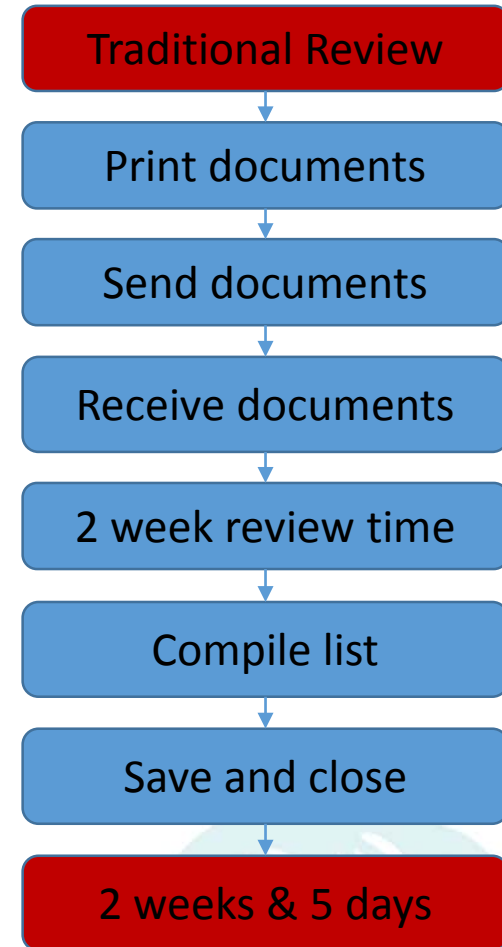 Traditional Review
Print documents
Send documents
Receive documents
2 week review time
Compile list
Save and close
2 weeks & 5 days